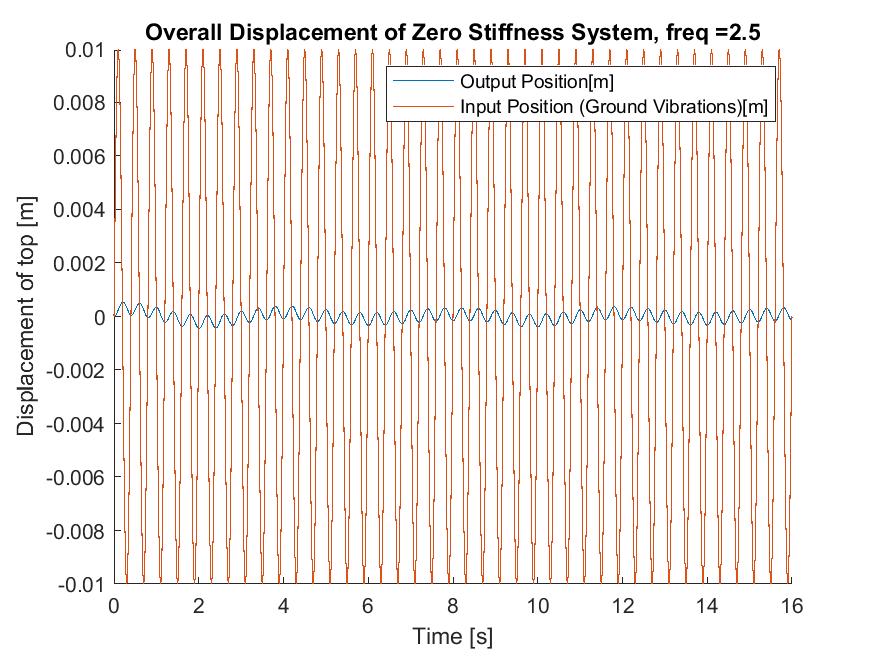 Overall Displacement of Zero Stiffness System, freq =2.5
Output Position[m]
Input Position (Ground Vibrations)[m]
0.01
0.008
0.006
0.004
0.002
0
-0.002
-0.004
-0.006
-0.008
-0.01
Displacement of top [m]
0 2 4 6 8 10 12 14 16
Time [s]